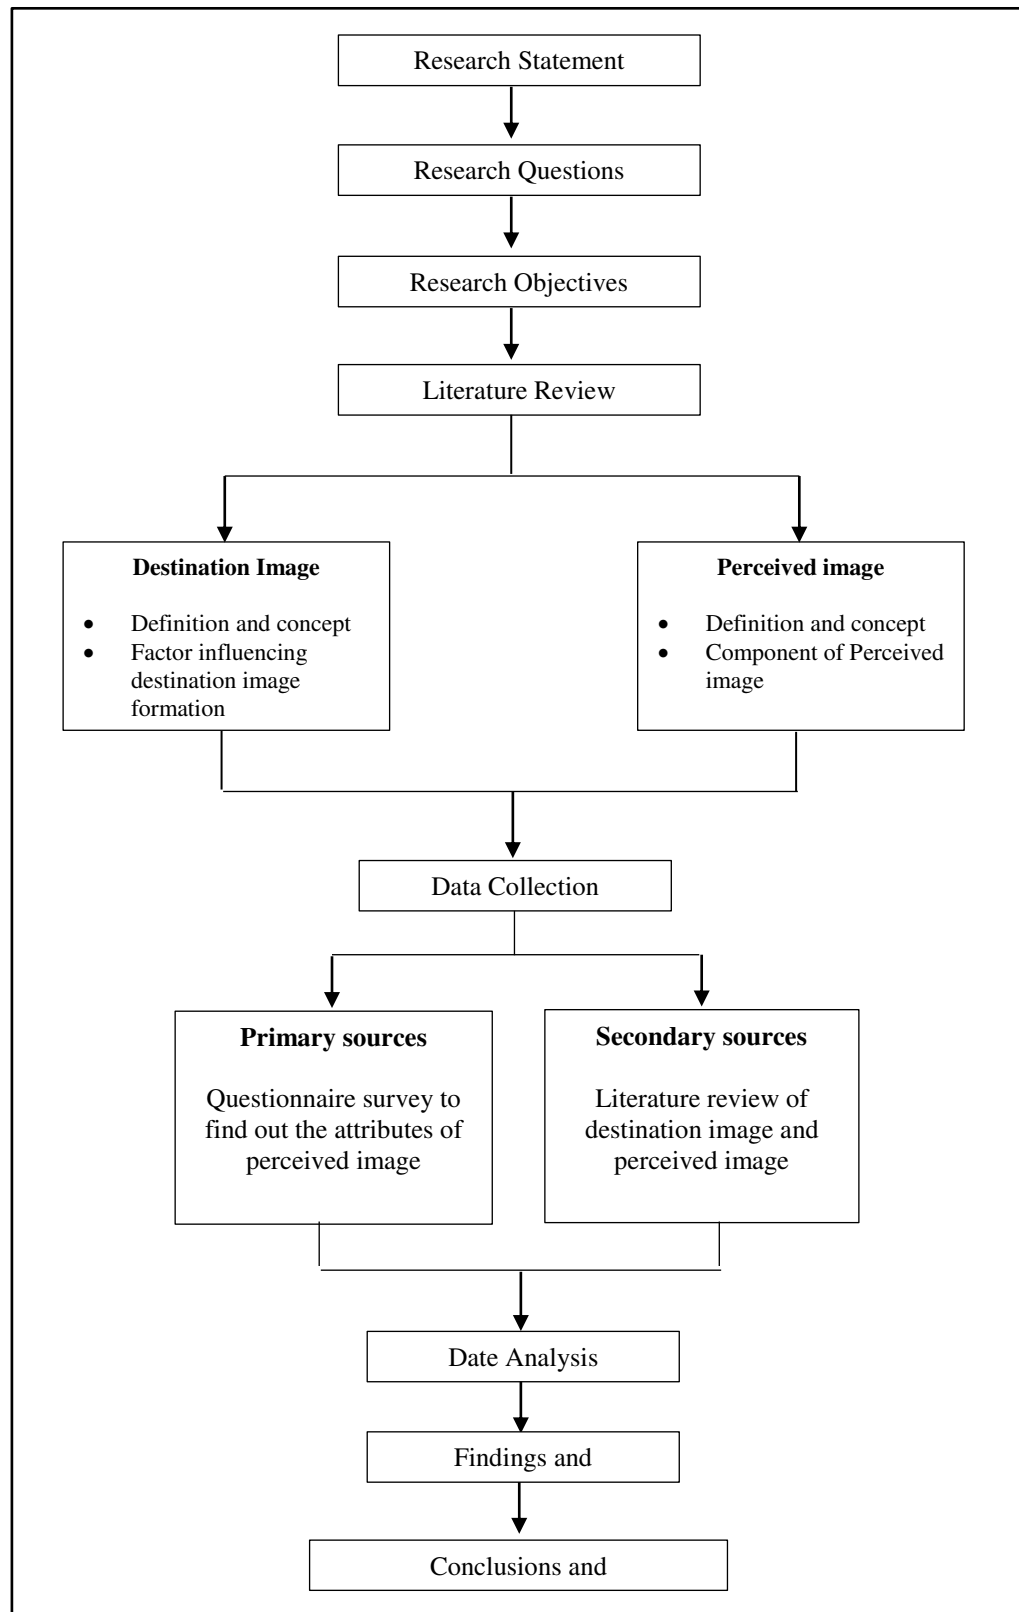 Research Statement
Research Questions
Research Objectives
Literature Review
Destination Image
• Definition and concept
• Factor influencing
destination image
formation
Perceived image
• Definition and concept
• Component of Perceived
image
Data Collection
Primary sources
Questionnaire survey to
find out the attributes of
perceived image
Secondary sources
Literature review of
destination image and
perceived image
Date Analysis
Findings and
Conclusions and